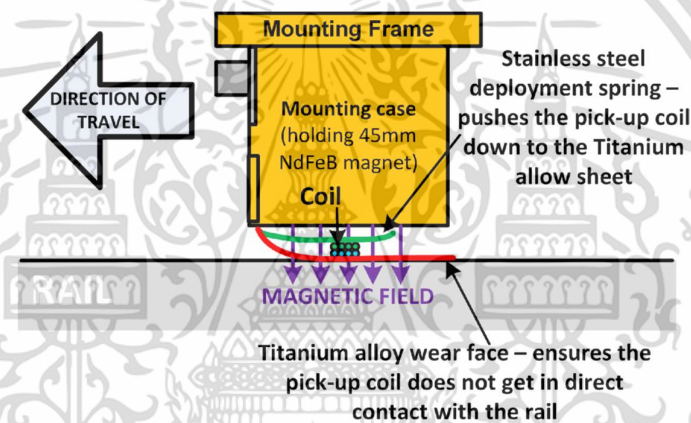 Mounting Frame
DIRECTION OF
TRAVEL
Mounting case
(holding 45mm
NdFeB magnet)
Coil
Stainless steel
deployment spring –
pushes the pick-up coil
down to the Titanium
allow sheet
RAIL
MAGNETIC FIELD
Titanium alloy wear face – ensures the
pick-up coil does not get in direct
contact with the rail